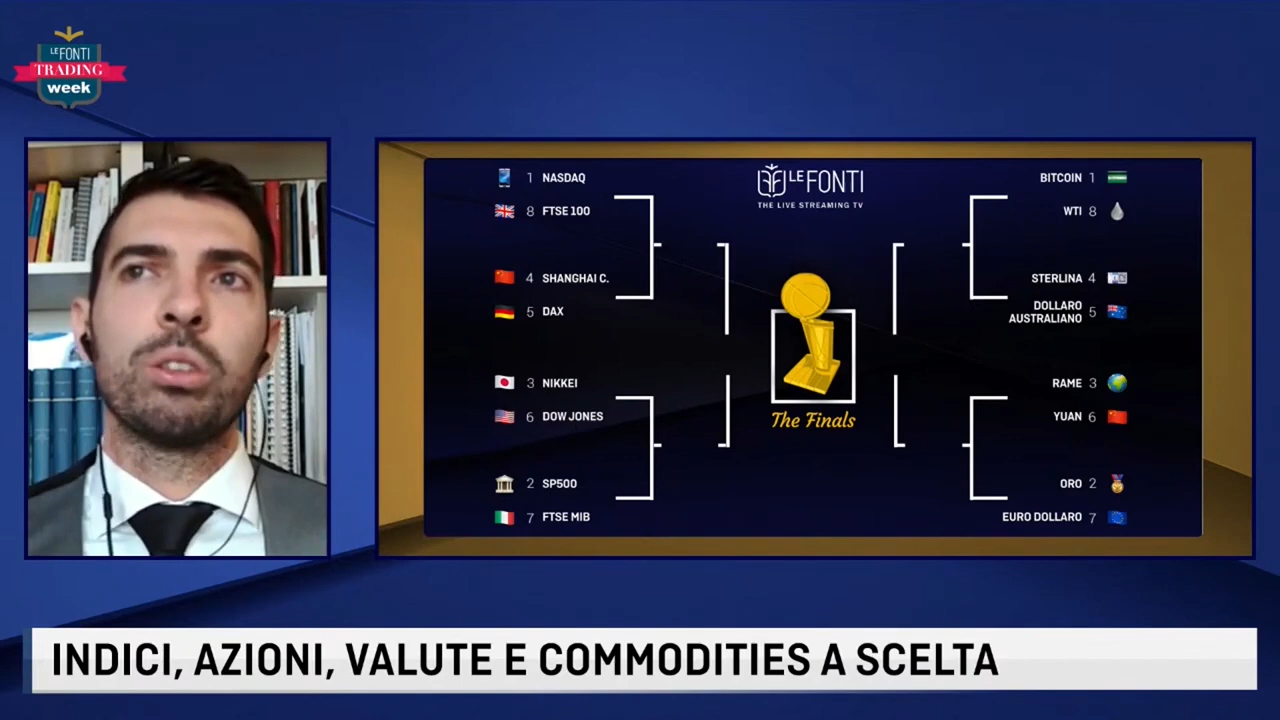 LE FONTI
TRADING
week
1 NASDAQ
8 FTSE 100
4 SHANGHAI C.
5 DAX
3 NIKKEI
6 DOW JONES
2 SP500
7 FTSE MIB
LE FONTI
THE LIVE STREAMING TV
The Finals
BITCOIN 1
WTI 8
STERLINA 4
DOLLARO
AUSTRALIANO 5
RAME 3
YUAN 6
ORO 2
EURO DOLLARO 7
INDICI, AZIONI, VALUTE E COMMODITIES A SCELTA